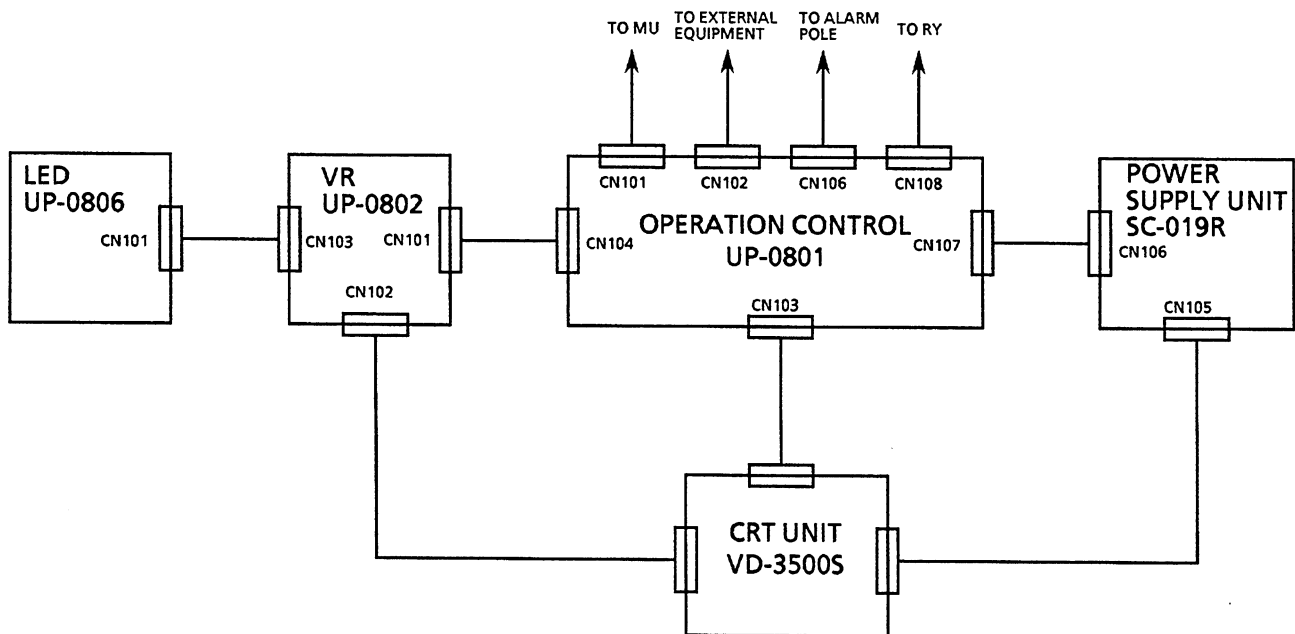 TO MU
TO EXTERNAL
EQUIPMENT
TO ALARM
POLE
TO RY
LED
UP-0806
CN101
VR
UP-0802
CN103
CN101
CN102
CN101
CN102
CN106
CN108
CN104
OPERATION CONTROL
UP-0801
CN107
CN103
POWER
SUPPLY UNIT
SC-019R
CN106
CN105
CRT UNIT
VD-3500S